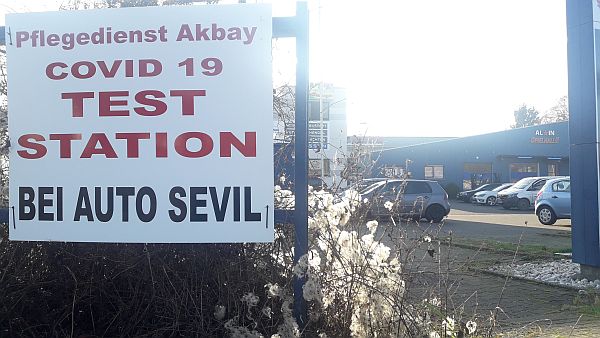 Pflegedienst Akbay
COVID 19
TEST
STATION
BEI AUTO SEVIL